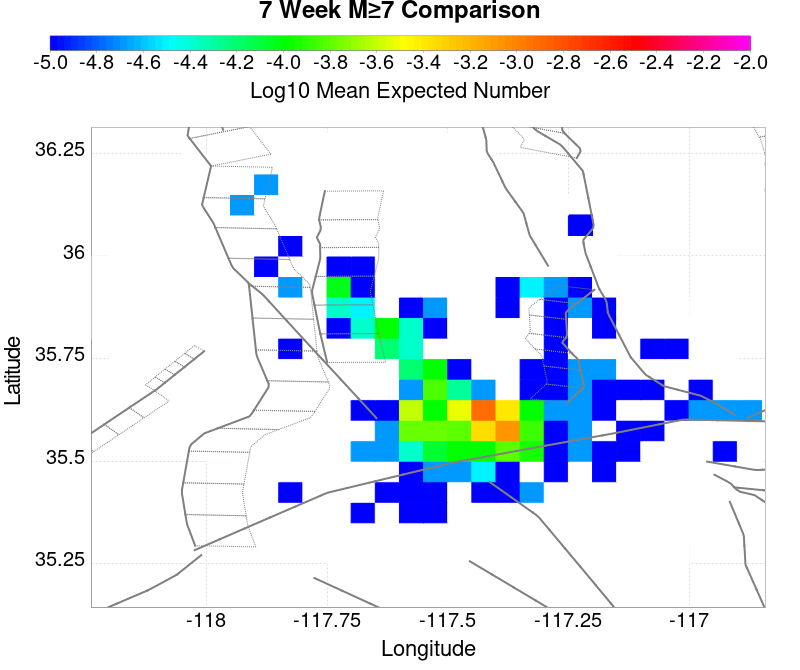 7 Week M≥7 Comparison
-5.0 -4.8 -4.6 -4.4 -4.2 -4.0 -3.8 -3.6 -3.4 -3.2 -3.0 -2.8 -2.6 -2.4 -2.2 -2.0
Log10 Mean Expected Number
36.25
36
35.75
Latitude
35.5
35.25
-118 -117.75 -117.5 -117.25 -117
Longitude